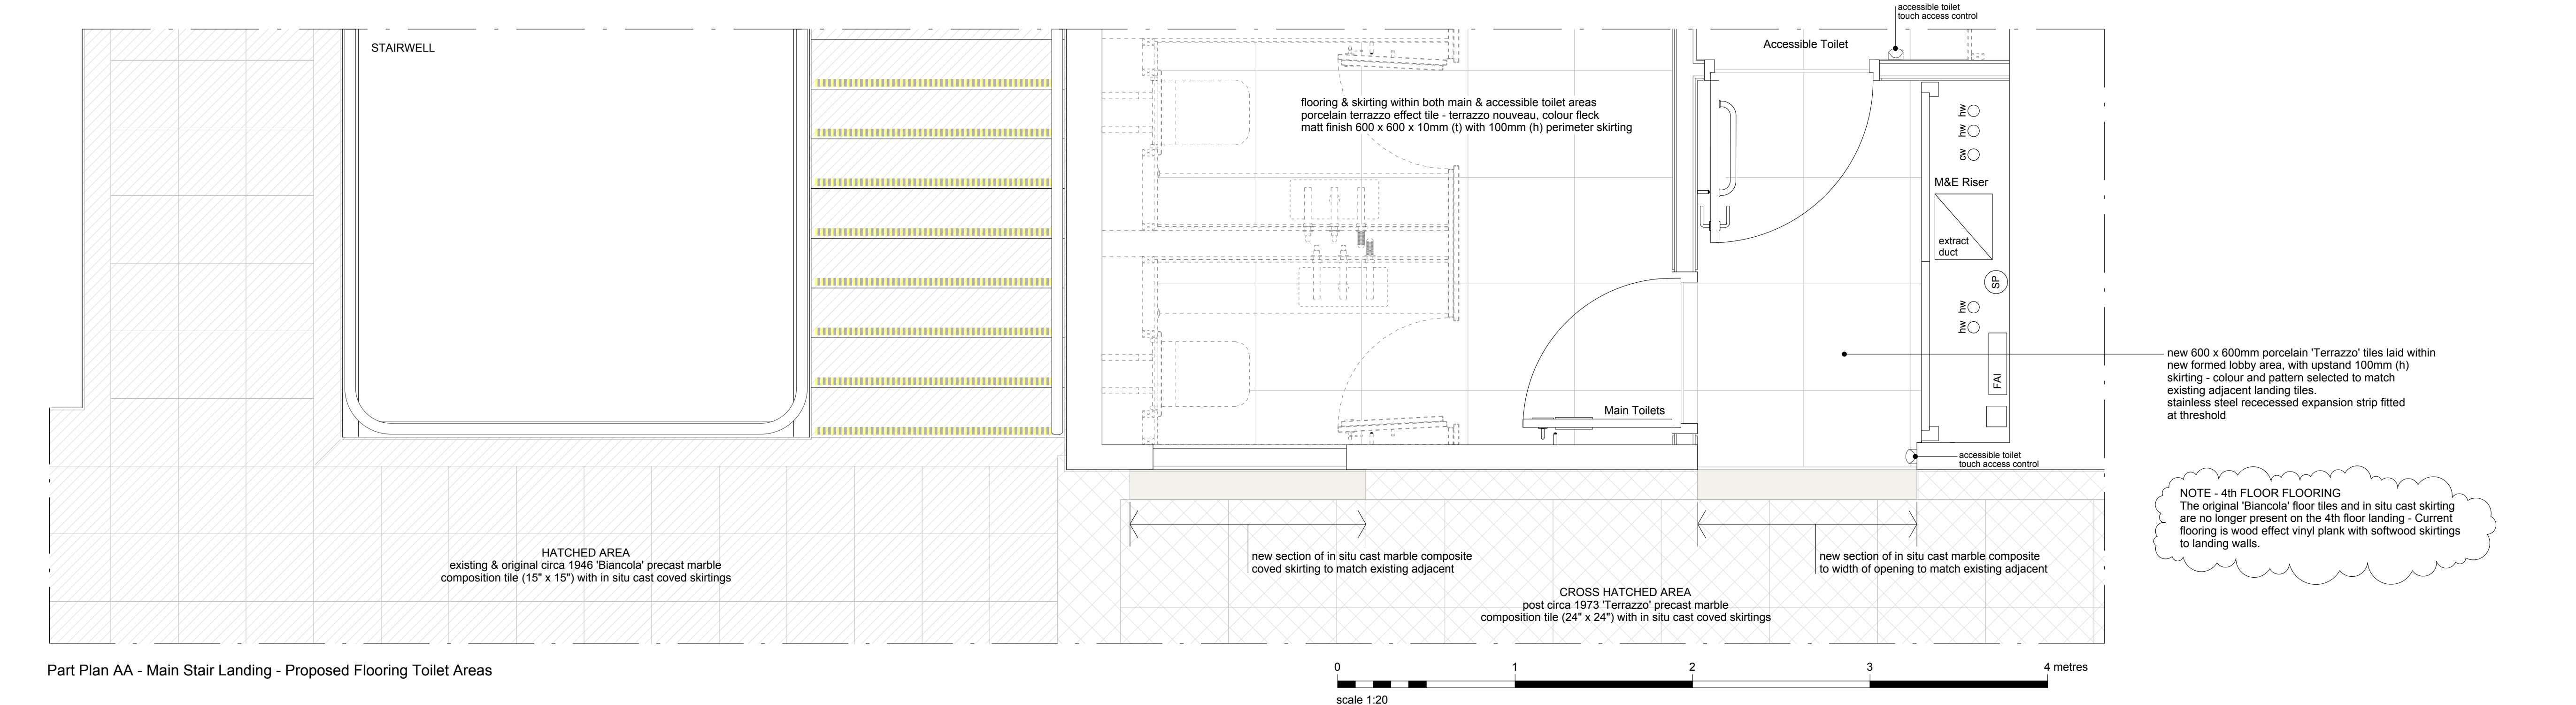 accessible toilet
touch access control
STAIRWELL
Accessible Toilet
flooring & skirting within both main & accessible toilet areas
porcelain terrazzo effect tile - terrazzo nouveau, colour fleck
matt finish 600 x 600 x 10mm (t) with 100mm (h) perimeter skirting
hw
hw
cw
M&E Riser
extract
duct
SP
hw
hw
FAI
new 600 x 600mm porcelain 'Terrazzo' tiles laid within
new formed lobby area, with upstand 100mm (h)
skirting - colour and pattern selected to match
existing adjacent landing tiles.
stainless steel rececessed expansion strip fitted
at threshold
Main Toilets
accessible toilet
touch access control
NOTE - 4th FLOOR FLOORING
The original 'Biancola' floor tiles and in situ cast skirting
are no longer present on the 4th floor landing - Current
flooring is wood effect vinyl plank with softwood skirtings
to landing walls.
HATCHED AREA
existing & original circa 1946 'Biancola' precast marble
composition tile (15" x 15") with in situ cast coved skirtings
new section of in situ cast marble composite
coved skirting to match existing adjacent
new section of in situ cast marble composite
to width of opening to match existing adjacent
CROSS HATCHED AREA
post circa 1973 'Terrazzo' precast marble
composition tile (24" x 24") with in situ cast coved skirtings
Part Plan AA - Main Stair Landing - Proposed Flooring Toilet Areas
0 1 2 3 4 metres
scale 1:20